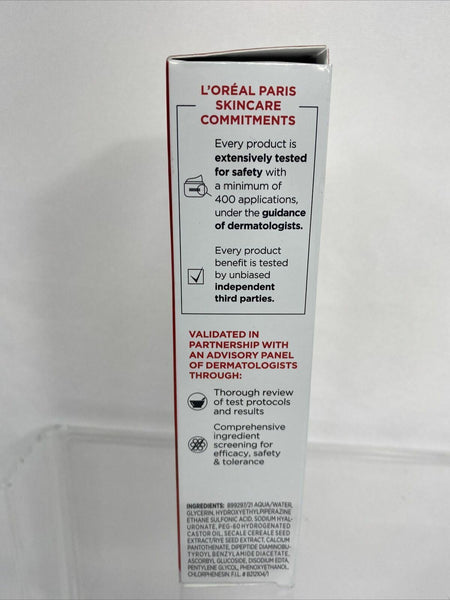 L'ORÉAL PARIS
SKINCARE
COMMITMENTS
Every product is
extensively tested
for safety with
a minimum of
400 applications,
under the guidance
of dermatologists.
Every product
benefit is tested
by unbiased
independent
third parties.
VALIDATED IN
PARTNERSHIP WITH
AN ADVISORY PANEL
OF DERMATOLOGISTS
THROUGH:
Thorough review
of test protocols
and results
Comprehensive
ingredient
screening for
efficacy, safety
& tolerance
INGREDIENTS: 899297/21 AQUA/WATER,
GLYCERIN, HYDROXYETHYLPIPERAZINE
ETHANE SULFONIC ACID, SODIUM HYAL-
URONATE, PEG-60 HYDROGENATED
CASTOR OIL, SECALE CEREALE SEED
EXTRACT/RYE SEED EXTRACT, CALCIUM
PANTOTHENATE, DIPEPTIDE DIAMINOBU-
TYROYL BENZYLAMIDE DIACETATE,
ASCORBYL GLUCOSIDE, DISODIUM EDTA,
PENTYLENE GLYCOL, PHENOXYETHANOL,
CHLORPHENESIN. F.I.L. # B212104/1